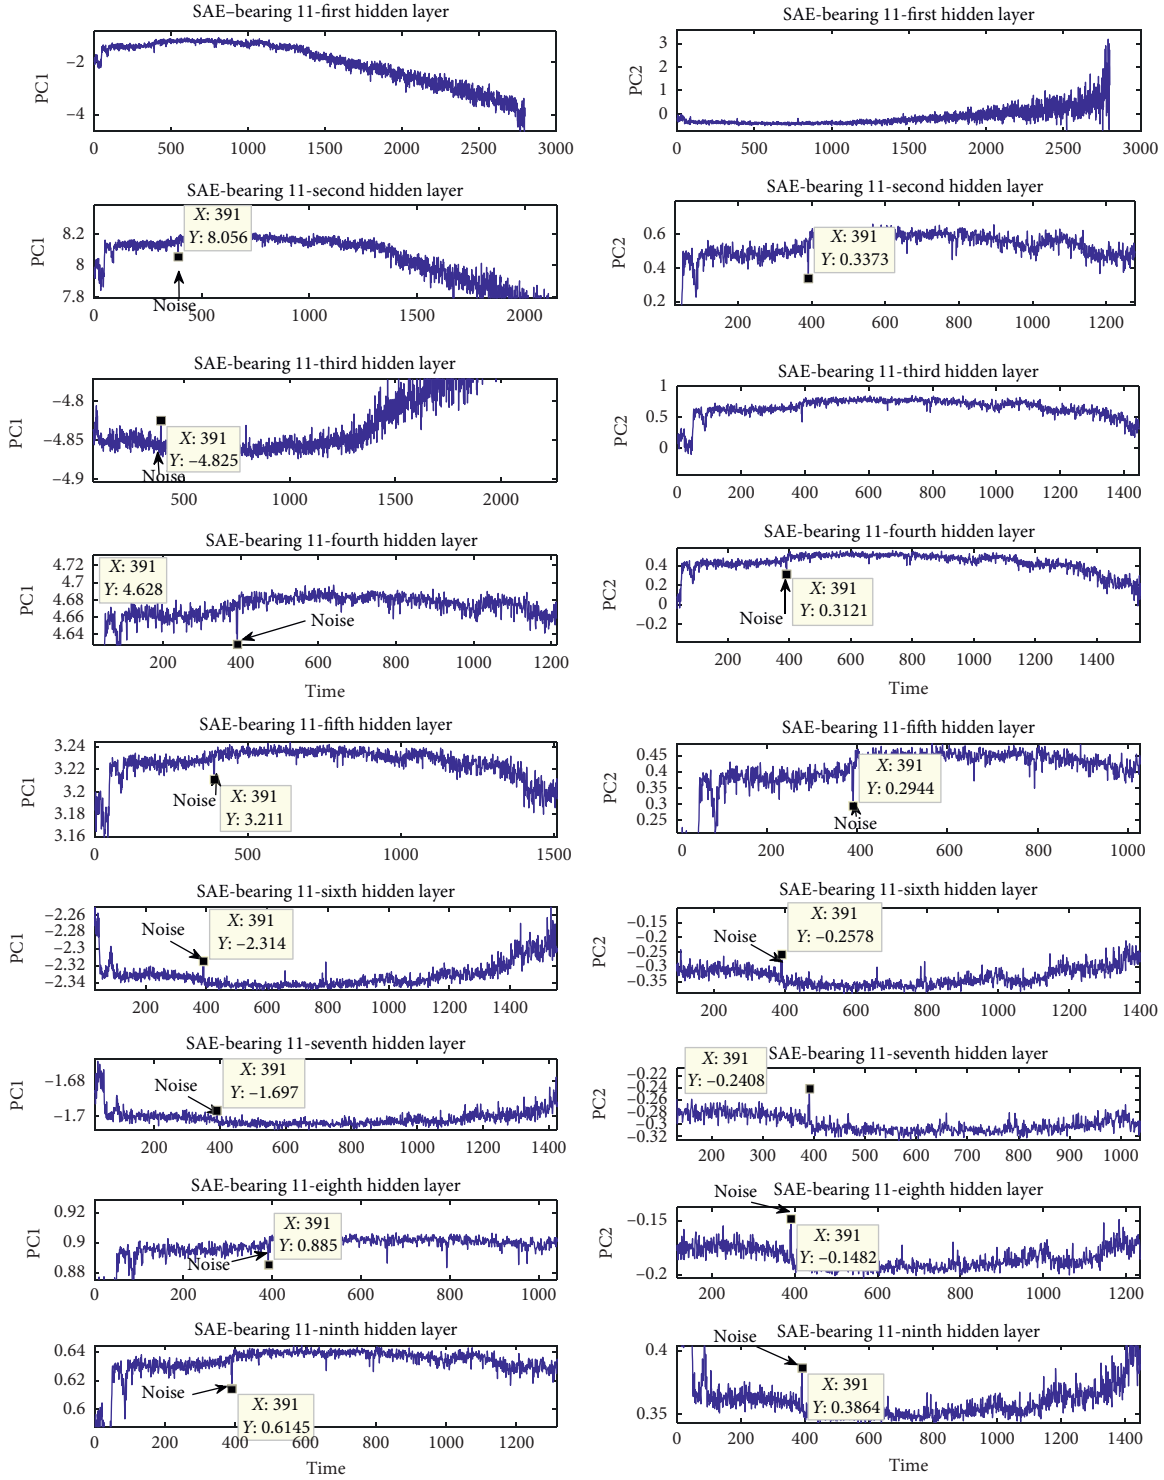 SAE–bearing 11-first hidden layer
PC1
−2
−4
0 500 1000 1500 2000 2500 3000
SAE-bearing 11-first hidden layer
PC2
3
2
1
0
0 500 1000 1500 2000 2500 3000
SAE-bearing 11-second hidden layer
PC1
8.2
8
7.8
X: 391
Y: 8.056
Noise
0 500 1000 1500 2000
SAE-bearing 11-second hidden layer
PC2
0.6
0.4
0.2
X: 391
Y: 0.3373
200 400 600 800 1000 1200
SAE-bearing 11-third hidden layer
PC1
−4.8
−4.85
−4.9
X: 391
Y: −4.825
Noise
500 1000 1500 2000
SAE-bearing 11-third hidden layer
PC2
1
0.5
0
0 200 400 600 800 1000 1200 1400
SAE-bearing 11-fourth hidden layer
PC1
4.72
4.7
4.68
4.66
4.64
X: 391
Y: 4.628
Noise
200 400 600 800 1000 1200
Time
SAE-bearing 11-fourth hidden layer
PC2
0.4
0.2
0
−0.2
X: 391
Y: 0.3121
Noise
200 400 600 800 1000 1200 1400
Time
SAE-bearing 11-fifth hidden layer
PC1
3.24
3.22
3.2
3.18
3.16
Noise
X: 391
Y: 3.211
0 500 1000 1500
SAE-bearing 11-fifth hidden layer
PC2
0.45
0.4
0.35
0.3
0.25
X: 391
Y: 0.2944
Noise
0 200 400 600 800 1000
SAE-bearing 11-sixth hidden layer
PC1
−2.26
−2.28
−2.3
−2.32
−2.34
Noise
X: 391
Y: −2.314
200 400 600 800 1000 1200 1400
SAE-bearing 11-sixth hidden layer
PC2
−0.15
−0.2
−0.25
−0.3
−0.35
Noise
X: 391
Y: −0.2578
200 400 600 800 1000 1200 1400
SAE-bearing 11-seventh hidden layer
PC1
−1.68
−1.7
Noise
X: 391
Y: −1.697
200 400 600 800 1000 1200 1400
SAE-bearing 11-seventh hidden layer
PC2
−0.22
−0.24
−0.26
−0.28
−0.3
−0.32
X: 391
Y: −0.2408
200 300 400 500 600 700 800 900 1000
SAE-bearing 11-eighth hidden layer
PC1
0.92
0.9
0.88
Noise
X: 391
Y: 0.885
0 200 400 600 800 1000
SAE-bearing 11-eighth hidden layer
PC2
−0.15
−0.2
Noise
X: 391
Y: −0.1482
200 400 600 800 1000 1200
SAE-bearing 11-ninth hidden layer
PC1
0.64
0.62
0.6
Noise
X: 391
Y: 0.6145
0 200 400 600 800 1000 1200
Time
SAE-bearing 11-ninth hidden layer
PC2
0.4
0.35
Noise
X: 391
Y: 0.3864
0 200 400 600 800 1000 1200 1400
Time